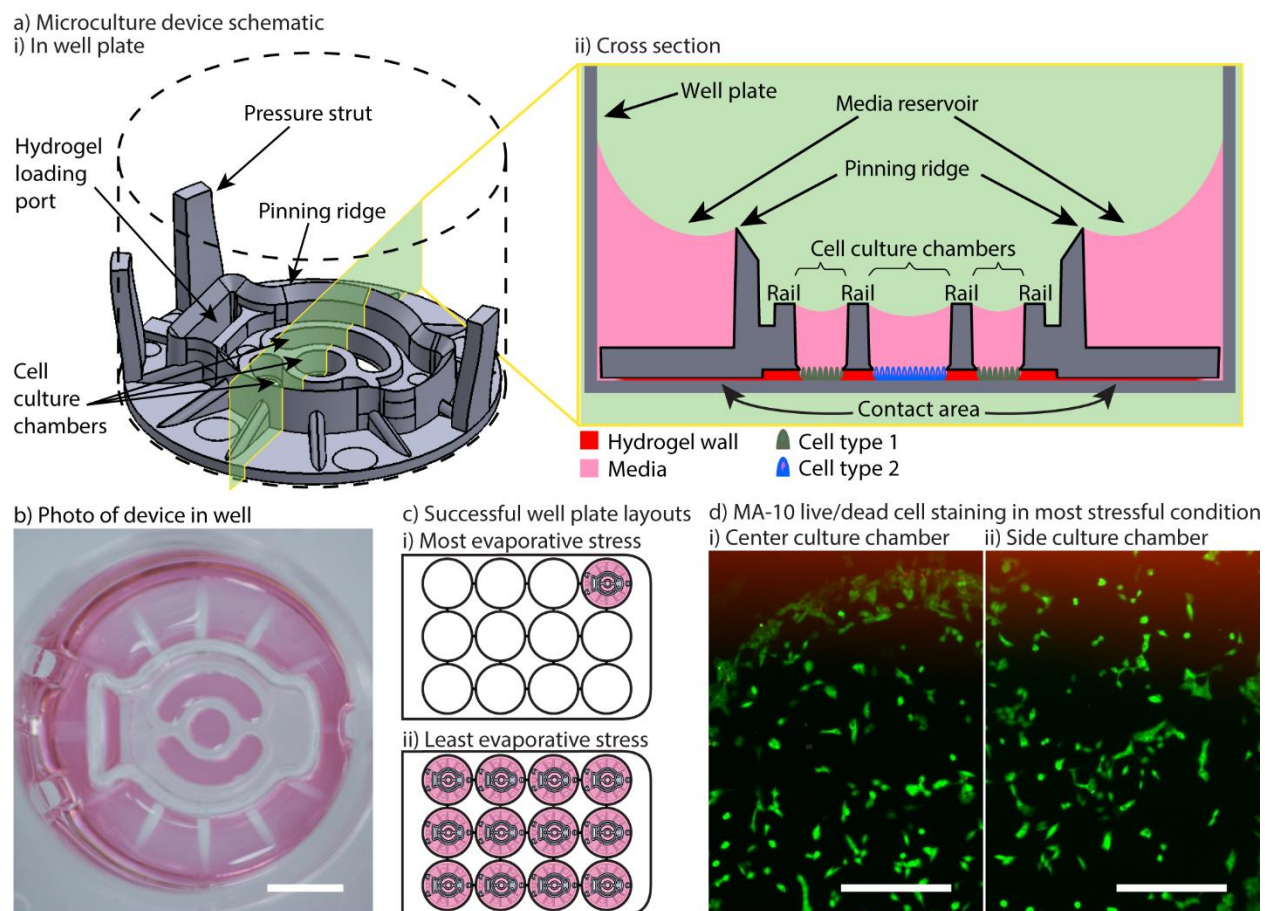 a) Microculture device schematic
i) In well plate
Pressure strut
Hydrogel
loading
port
Pinning ridge
Cell
culture
chambers
ii) Cross section
Well plate
Media reservoir
Pinning ridge
Cell culture chambers
Rail
Rail
Rail
Rail
Contact area
Hydrogel wall
Cell type 1
Media
Cell type 2
b) Photo of device in well
c) Successful well plate layouts
i) Most evaporative stress
ii) Least evaporative stress
d) MA-10 live/dead cell staining in most stressful condition
i) Center culture chamber
ii) Side culture chamber